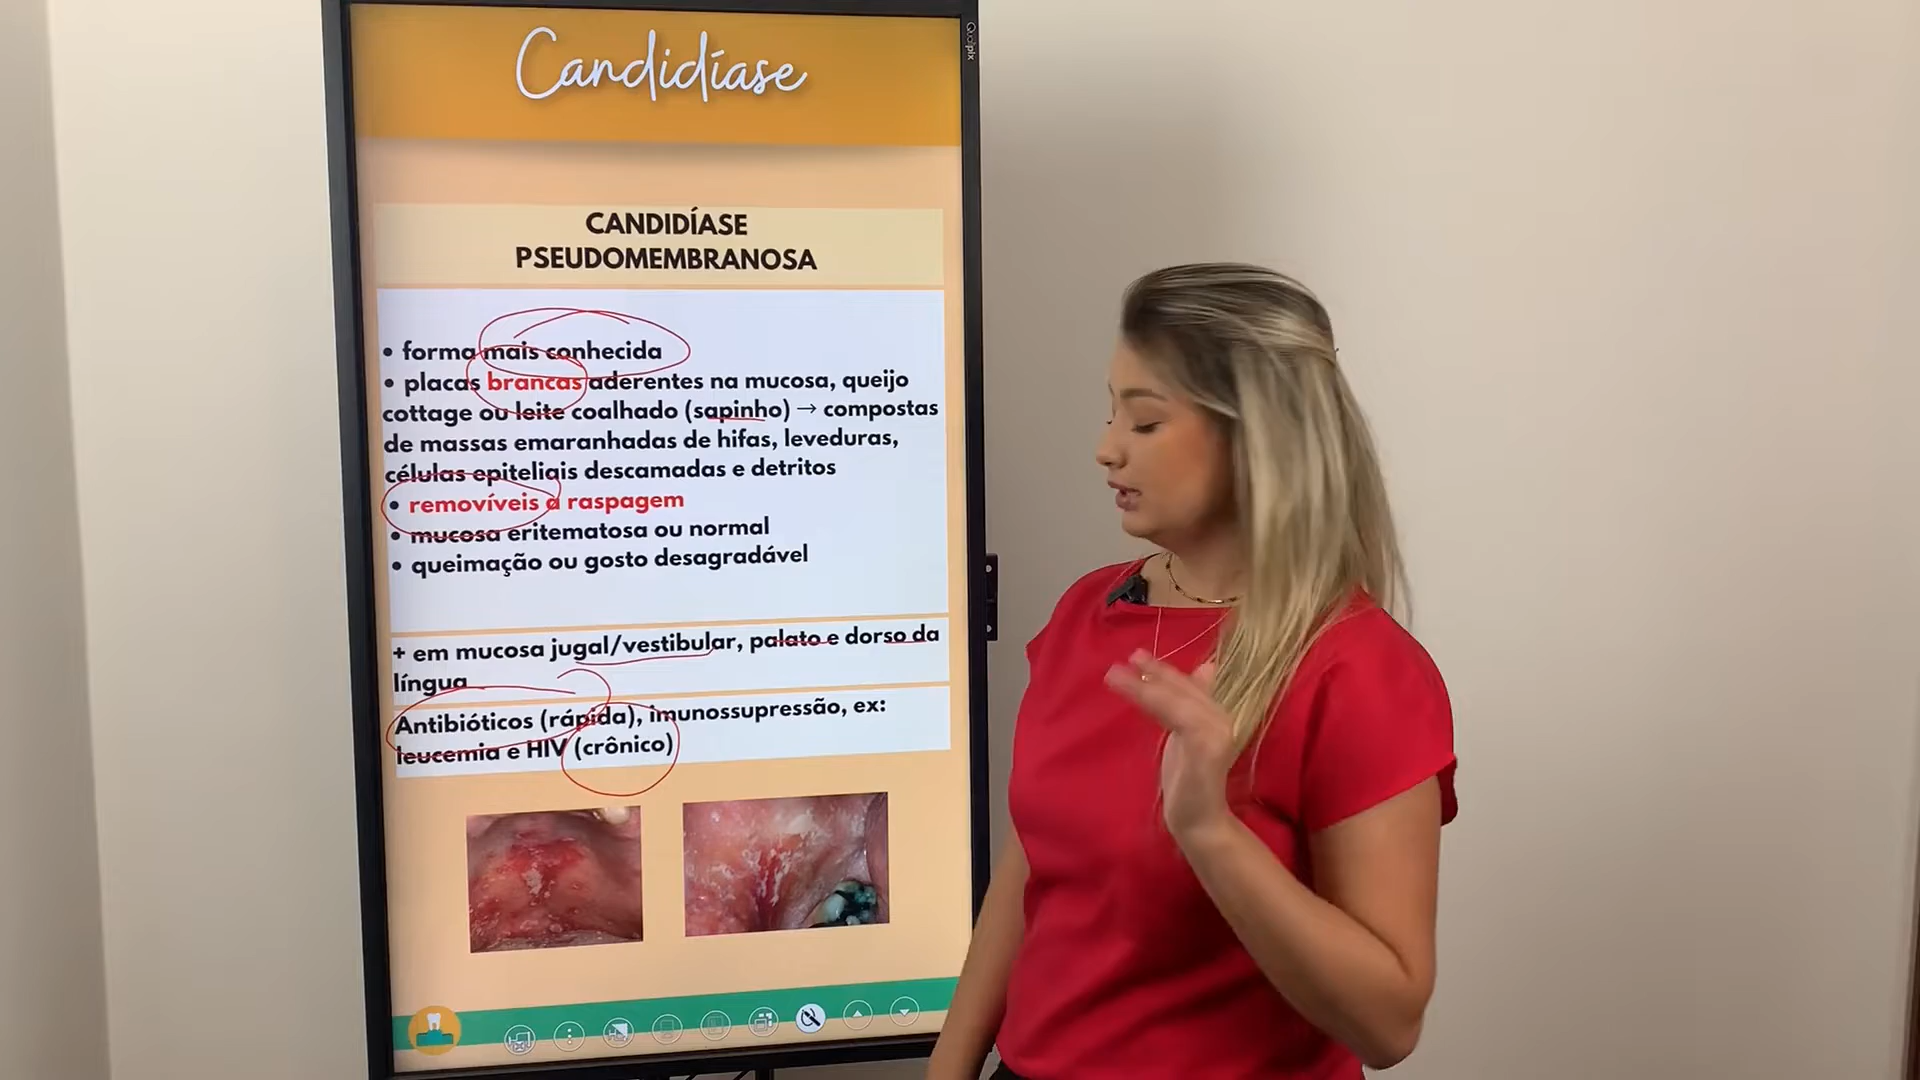 Candidíase
CANDIDÍASE
PSEUDOMEMBRANOSA
• forma mais conhecida
• placas brancas aderentes na mucosa, queijo
cottage ou leite coalhado (sapinho) → compostas
de massas emaranhadas de hifas, leveduras,
células epiteliais descamadas e detritos
• removíveis a raspagem
• mucosa eritematosa ou normal
• queimação ou gosto desagradável
+ em mucosa jugal/vestibular, palato e dorso da
língua
Antibióticos (rápida), imunossupressão, ex:
leucemia e HIV (crônico)